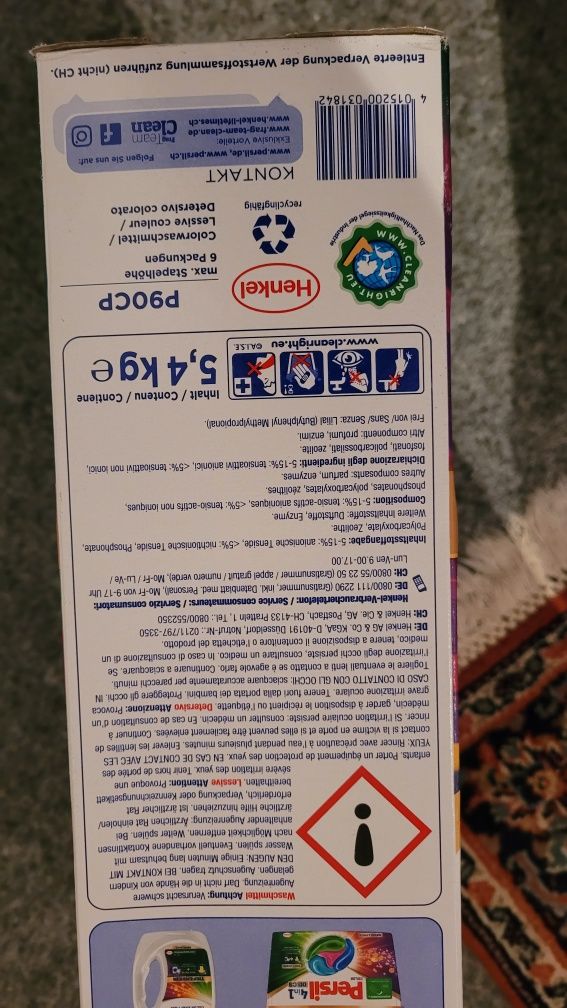 Persil
4in1
DISCS
Waschmittel Achtung: Verursacht schwere
Augenreizung. Darf nicht in die Hände von Kindern
gelangen. Augenschutz tragen. BEI KONTAKT MIT
DEN AUGEN: Einige Minuten lang behutsam mit
Wasser spülen. Eventuell vorhandene Kontaktlinsen
nach Möglichkeit entfernen. Weiter spülen. Bei
anhaltender Augenreizung: Ärztlichen Rat einholen/
ärztliche Hilfe hinzuziehen. Ist ärztlicher Rat
erforderlich, Verpackung oder Kennzeichnungsetikett
bereithalten. Lessive Attention: Provoque une
sévère irritation des yeux. Tenir hors de portée des
enfants. Porter un équipement de protection des yeux. EN CAS DE CONTACT AVEC LES
YEUX: Rincer avec précaution à l'eau pendant plusieurs minutes. Enlever les lentilles de
contact si la victime en porte et si elles peuvent être facilement enlevées. Continuer à
rincer. Si l'irritation oculaire persiste: consulter un médecin. En cas de consultation d'un
médecin, garder à disposition le récipient ou l'étiquette. Detersivo Attenzione: Provoca
grave irritazione oculare. Tenere fuori dalla portata dei bambini. Proteggere gli occhi. IN
CASO DI CONTATTO CON GLI OCCHI: sciacquare accuratamente per parecchi minuti.
Togliere le eventuali lenti a contatto se è agevole farlo. Continuare a sciacquare. Se
l'irritazione degli occhi persiste, consultare un medico. In caso di consultazione di un
medico, tenere a disposizione il contenitore o l'etichetta del prodotto.
DE: Henkel AG & Co. KGaA, D-40191 Düsseldorf, Notruf-Nr.: 0211/797-3350
CH: Henkel & Cie. AG, Postfach, CH-4133 Pratteln 1, Tel.: 0800/552350
Henkel-Verbrauchertelefon: / Service consommateurs: / Servizio consumatori:
DE: 0800/111 2290 (Gratisnummer, inkl. Datenblatt med. Personal), Mo-Fr von 9-17 Uhr
CH: 0800/55 23 50 (Gratisnummer / appel gratuit / numero verde), Mo-Fr / Lu-Ve /
Lun-Ven 9.00-17.00
Inhaltsstoffangabe: 5-15%: anionische Tenside, <5%: nichtionische Tenside, Phosphonate,
Polycarboxylate, Zeolithe.
Weitere Inhaltsstoffe: Duftstoffe, Enzyme.
Composition: 5-15%: tensio-actifs anioniques, <5%: tensio-actifs non ioniques,
phosphonates, polycarboxylates, zéolithes.
Autres composants: parfum, enzymes.
Dichiarazione degli ingredienti: 5-15%: tensioattivi anionici, <5%: tensioattivi non ionici,
fosfonati, policarbossilati, zeolite.
Altri componenti: profumi, enzimi.
Frei von/ Sans/ Senza: Lilial (Butylphenyl Methylpropional).
Inhalt / Contenu / Contiene
5,4 kg e
www.cleanright.eu
©A.I.S.E.
P90CP
max. Stapelhöhe
6 Packungen
Colorwaschmittel /
Lessive couleur /
Detersivo colorato
Henkel
WWW.CLEANRIGHT.EU
Das Nachhaltigkeitssiegel der Industrie
recyclingfähig
KONTAKT
www.persil.de, www.persil.ch
Exklusive Vorteile:
www.frag-team-clean.de
www.henkel-lifetimes.ch
Folgen Sie uns auf:
Frag
Team
Clean
4 015200 031842
Entleerte Verpackung der Wertstoffsammlung zuführen (nicht CH).